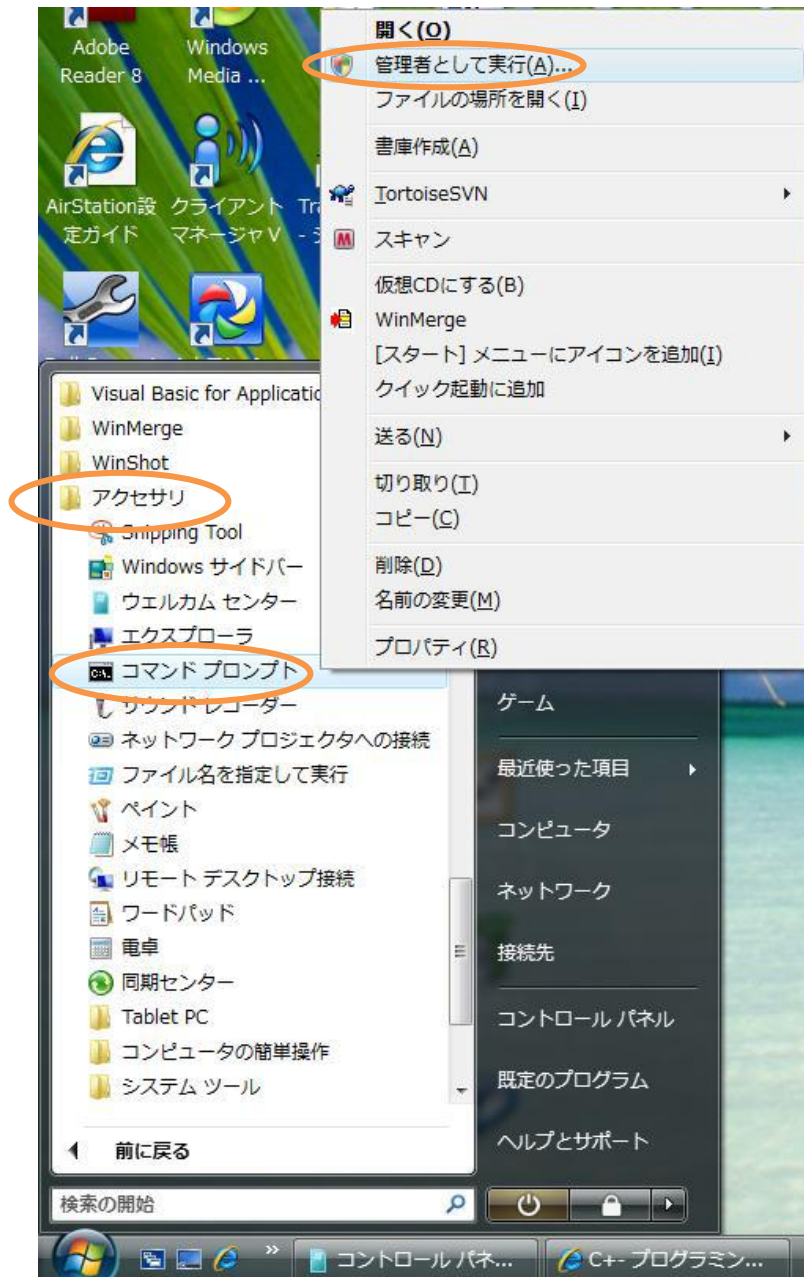 Adobe
Reader 8
Windows
Media ...
AirStation設
定ガイド
クライアント
マネージャV
開く(O)
管理者として実行(A)...
ファイルの場所を開く(I)
書庫作成(A)
TortoiseSVN
スキャン
仮想CDにする(B)
WinMerge
[スタート] メニューにアイコンを追加(I)
クイック起動に追加
送る(N)
切り取り(T)
コピー(C)
削除(D)
名前の変更(M)
プロパティ(R)
Visual Basic for Applicatio
WinMerge
WinShot
アクセサリ
Snipping Tool
Windows サイドバー
ウェルカム センター
エクスプローラ
コマンド プロンプト
サウンド レコーダー
ネットワーク プロジェクタへの接続
ファイル名を指定して実行
ペイント
メモ帳
リモート デスクトップ接続
ワードパッド
電卓
同期センター
Tablet PC
コンピュータの簡単操作
システム ツール
前に戻る
検索の開始
ゲーム
最近使った項目
コンピュータ
ネットワーク
接続先
コントロール パネル
既定のプログラム
ヘルプとサポート
コントロール パネ...
C+- プログラミン...